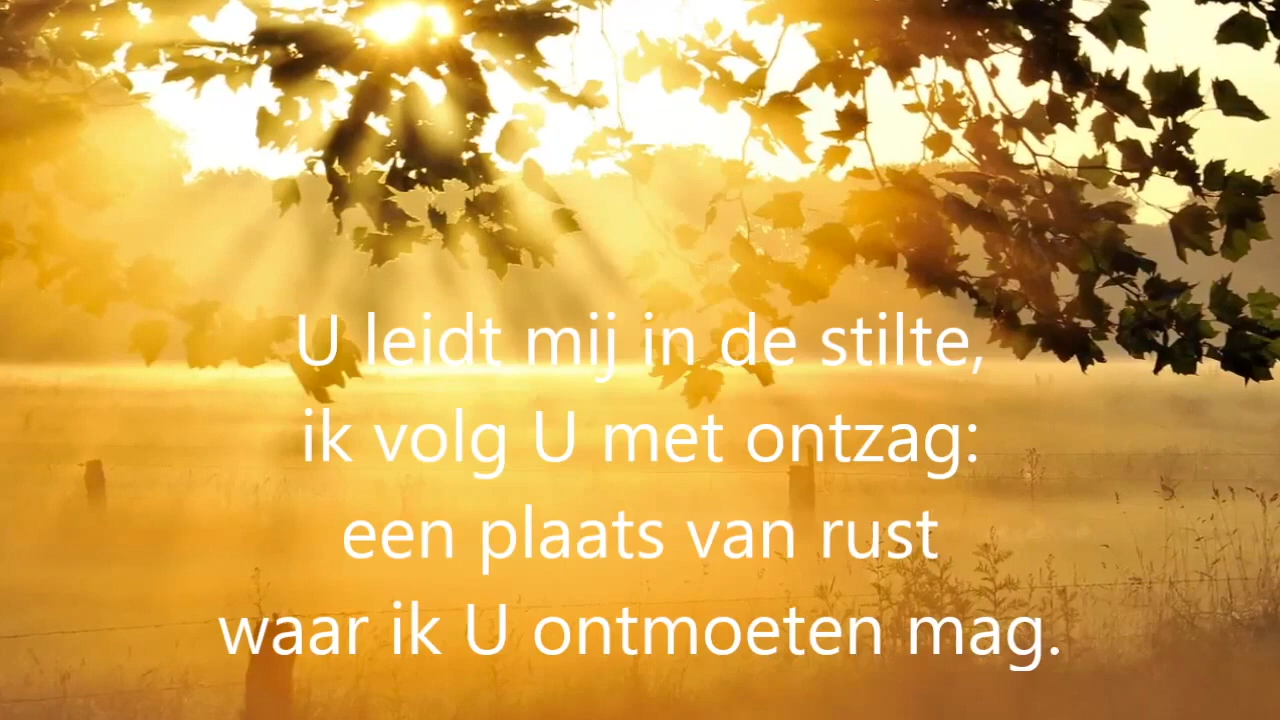 U leidt mij in de stilte,
ik volg U met ontzag:
een plaats van rust
waar ik U ontmoeten mag.